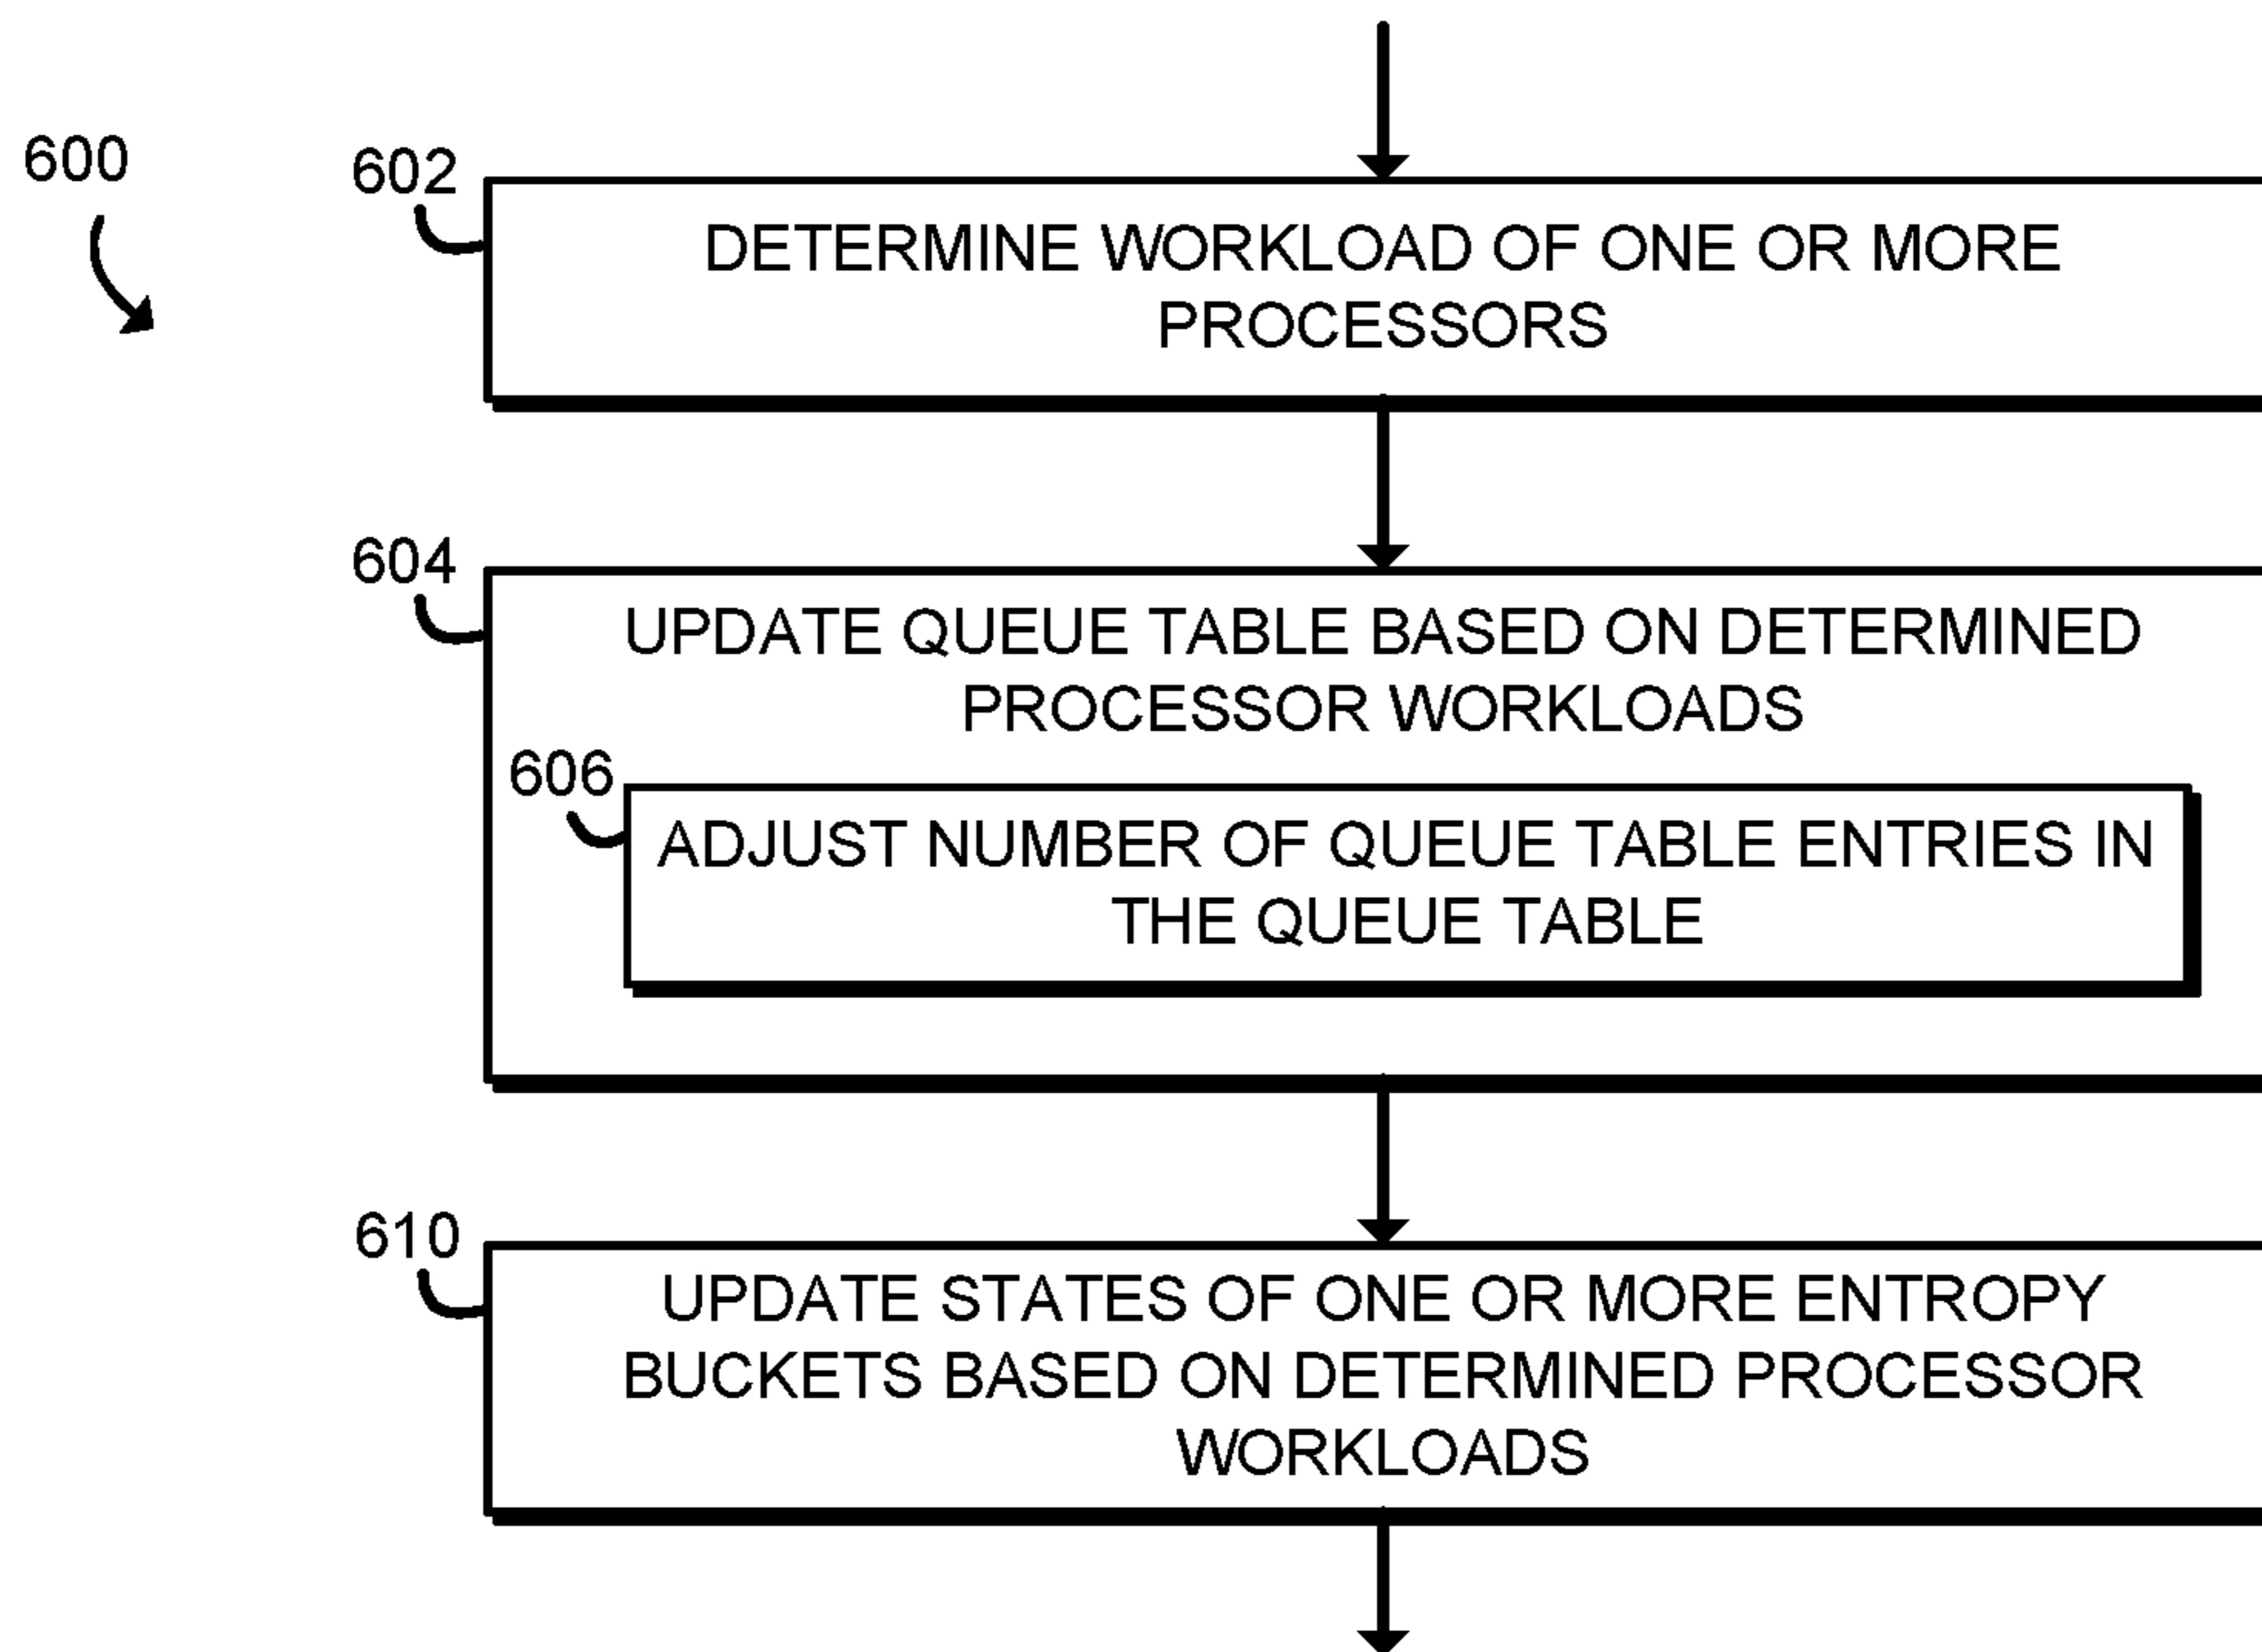 600
602
DETERMINE WORKLOAD OF ONE OR MORE
PROCESSORS
604
UPDATE QUEUE TABLE BASED ON DETERMINED
PROCESSOR WORKLOADS
606
ADJUST NUMBER OF QUEUE TABLE ENTRIES IN
THE QUEUE TABLE
610
UPDATE STATES OF ONE OR MORE ENTROPY
BUCKETS BASED ON DETERMINED PROCESSOR
WORKLOADS